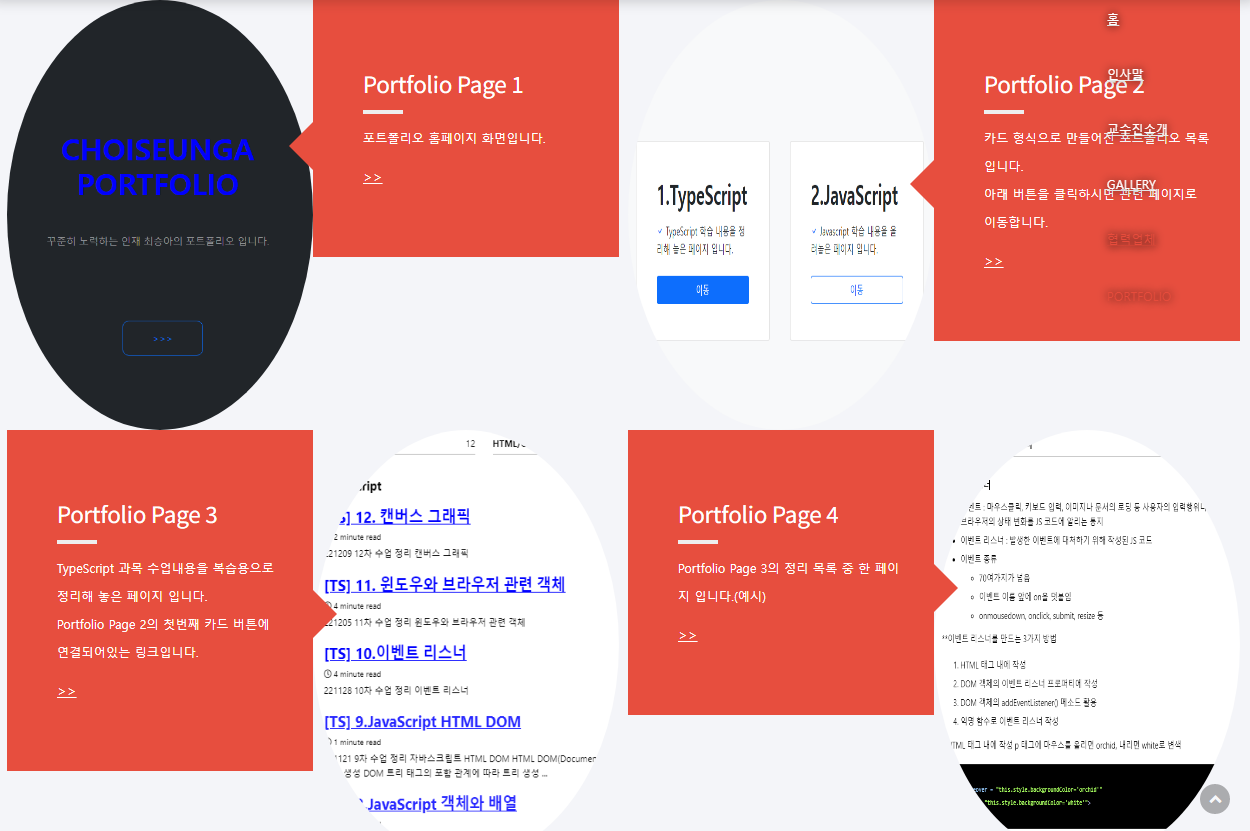 CHOISEUNGA
PORTFOLIO
꾸준히 노력하는 인재 최승아의 포트폴리오 입니다.
>>>
Portfolio Page 1
포트폴리오 홈페이지 화면입니다.
>>
1.TypeScript
✓ TypeScript 학습 내용을 정
리해 놓은 페이지 입니다.
이동
2.JavaScript
✓ Javascript 학습 내용을 올
려놓은 페이지 입니다.
이동
Portfolio Page 2
카드 형식으로 만들어진 포트폴리오 목록
입니다.
아래 버튼을 클릭하시면 관련 페이지로
이동합니다.
>>
홈
인사말
교수진소개
GALLERY
협력업체
PORTFOLIO
Portfolio Page 3
TypeScript 과목 수업내용을 복습용으로
정리해 놓은 페이지 입니다.
Portfolio Page 2의 첫번째 카드 버튼에
연결되어있는 링크입니다.
>>
12 HTML/
ript
] 12. 캔버스 그래픽
2 minute read
21209 12차 수업 정리 캔버스 그래픽
[TS] 11. 윈도우와 브라우저 관련 객체
4 minute read
21205 11차 수업 정리 윈도우와 브라우저 관련 객체
[TS] 10.이벤트 리스너
4 minute read
221128 10차 수업 정리 이벤트 리스너
[TS] 9.JavaScript HTML DOM
1 minute read
1121 9차 수업 정리 자바스크립트 HTML DOM HTML DOM(Documen
생성 DOM 트리 태그의 포함 관계에 따라 트리 생성 ...
.JavaScript 객체와 배열
Portfolio Page 4
Portfolio Page 3의 정리 목록 중 한 페이
지 입니다.(예시)
>>
너
벤트 : 마우스클릭, 키보드 입력, 이미지나 문서의 로딩 등 사용자의 입력행위나,
브라우저의 상태 변화를 JS 코드에 알리는 통지
• 이벤트 리스너 : 발생한 이벤트에 대처하기 위해 작성된 JS 코드
• 이벤트 종류
◦ 70여가지가 넘음
◦ 이벤트 이름 앞에 on을 덧붙임
◦ onmousedown, onclick, submit, resize 등
**이벤트 리스너를 만드는 3가지 방법
1. HTML 태그 내에 작성
2. DOM 객체의 이벤트 리스너 프로퍼티에 작성
3. DOM 객체의 addEventListener() 메소드 활용
4. 익명 함수로 이벤트 리스너 작성
TML 태그 내에 작성 p 태그에 마우스를 올리면 orchid, 내리면 white로 변색
eover = "this.style.backgroundColor='orchid'"
"this.style.backgroundColor='white'">